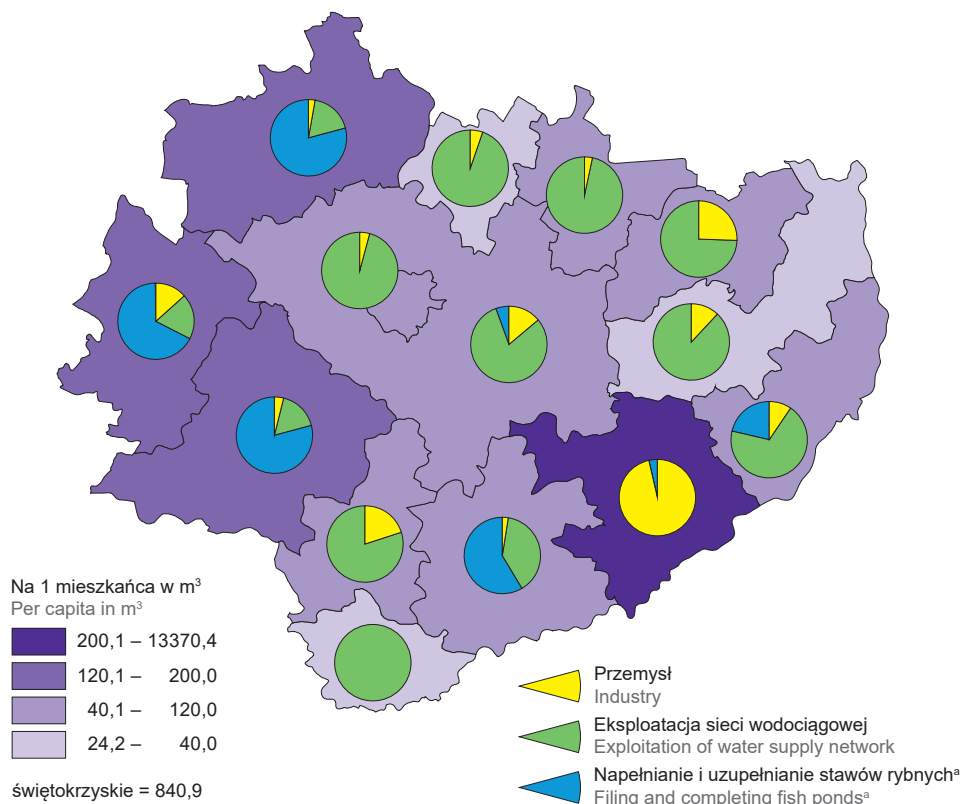 Na 1 mieszkańca w m³
Per capita in m³
200,1 – 13370,4
120,1 – 200,0
40,1 – 120,0
24,2 – 40,0
świętokrzyskie = 840,9
Przemysł
Industry
Eksploatacja sieci wodociągowej
Exploitation of water supply network
Napełnianie i uzupełnianie stawów rybnychª
Filing and completing fish pondsª